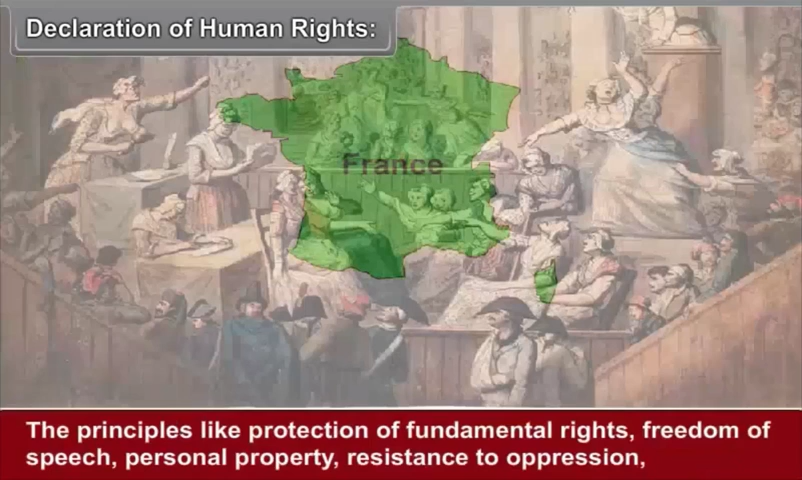 Declaration of Human Rights:
France
The principles like protection of fundamental rights, freedom of
speech, personal property, resistance to oppression,